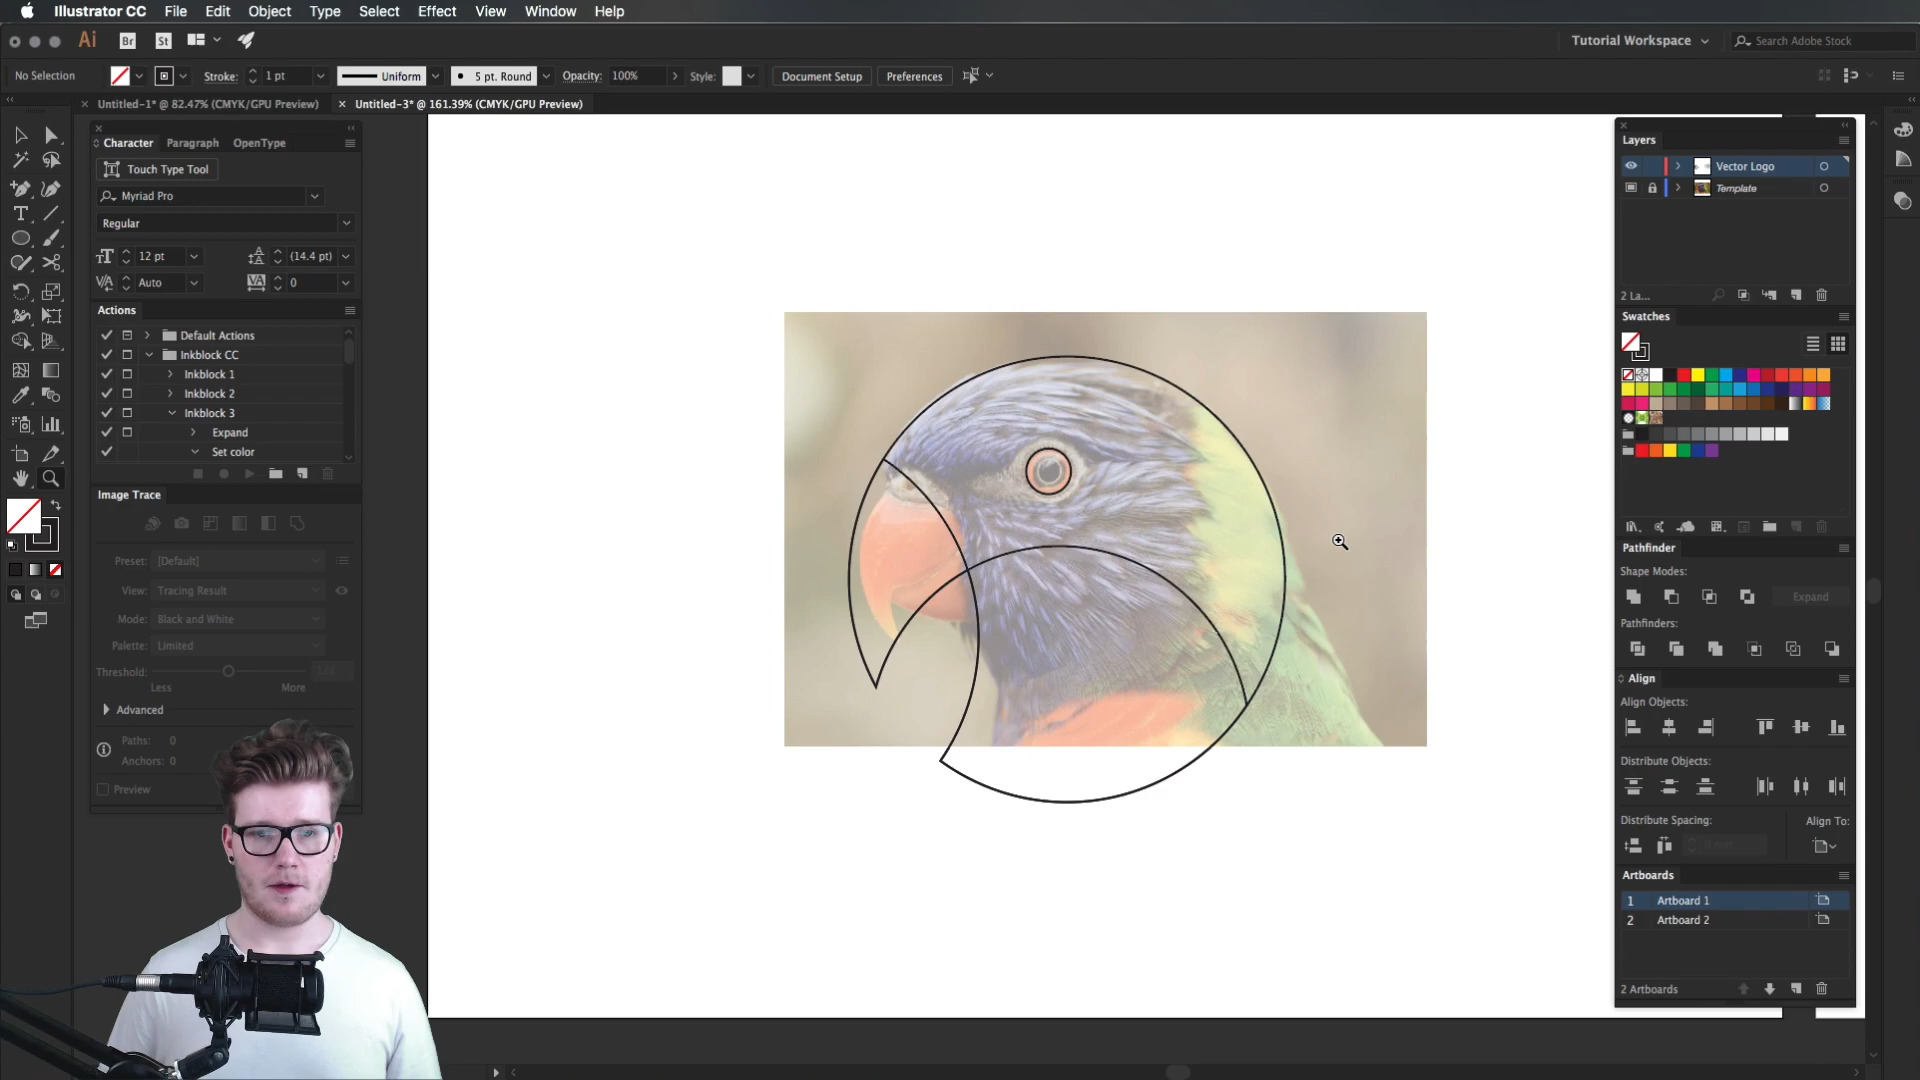 Illustrator CC File Edit Object Type Select Effect View Window Help
Ai Br St Tutorial Workspace Search Adobe Stock
No Selection Stroke: 1 pt Uniform 5 pt. Round Opacity: 100% Style: Document Setup Preferences
Untitled-1* @ 82.47% (CMYK/GPU Preview) Untitled-3* @ 161.39% (CMYK/GPU Preview)
Character Paragraph OpenType
Touch Type Tool
Myriad Pro
Regular
12 pt (14.4 pt)
Auto 0
Actions
Default Actions
Inkblock CC
Inkblock 1
Inkblock 2
Inkblock 3
Expand
Set color
Image Trace
Preset: [Default]
View: Tracing Result
Mode: Black and White
Palette: Limited
Threshold:
Less More
Advanced
Paths: 0
Anchors: 0
Preview
Layers
Vector Logo
Template
2 La...
Swatches
Pathfinder
Shape Modes:
Expand
Pathfinders:
Align
Align Objects:
Distribute Objects:
Distribute Spacing: Align To:
Artboards
1 Artboard 1
2 Artboard 2
2 Artboards